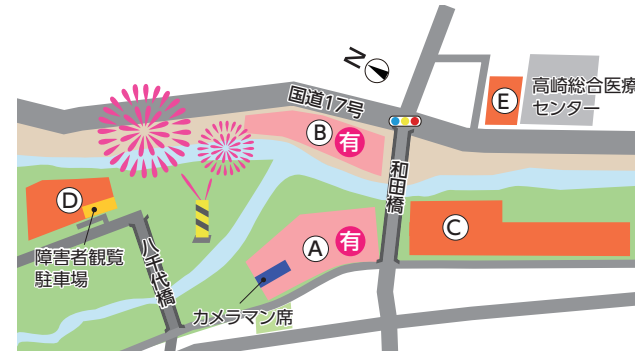 N
国道17号
B 有
E
高崎総合医療
センター
和田橋
D
障害者観覧
駐車場
八千代橋
A 有
C
カメラマン席